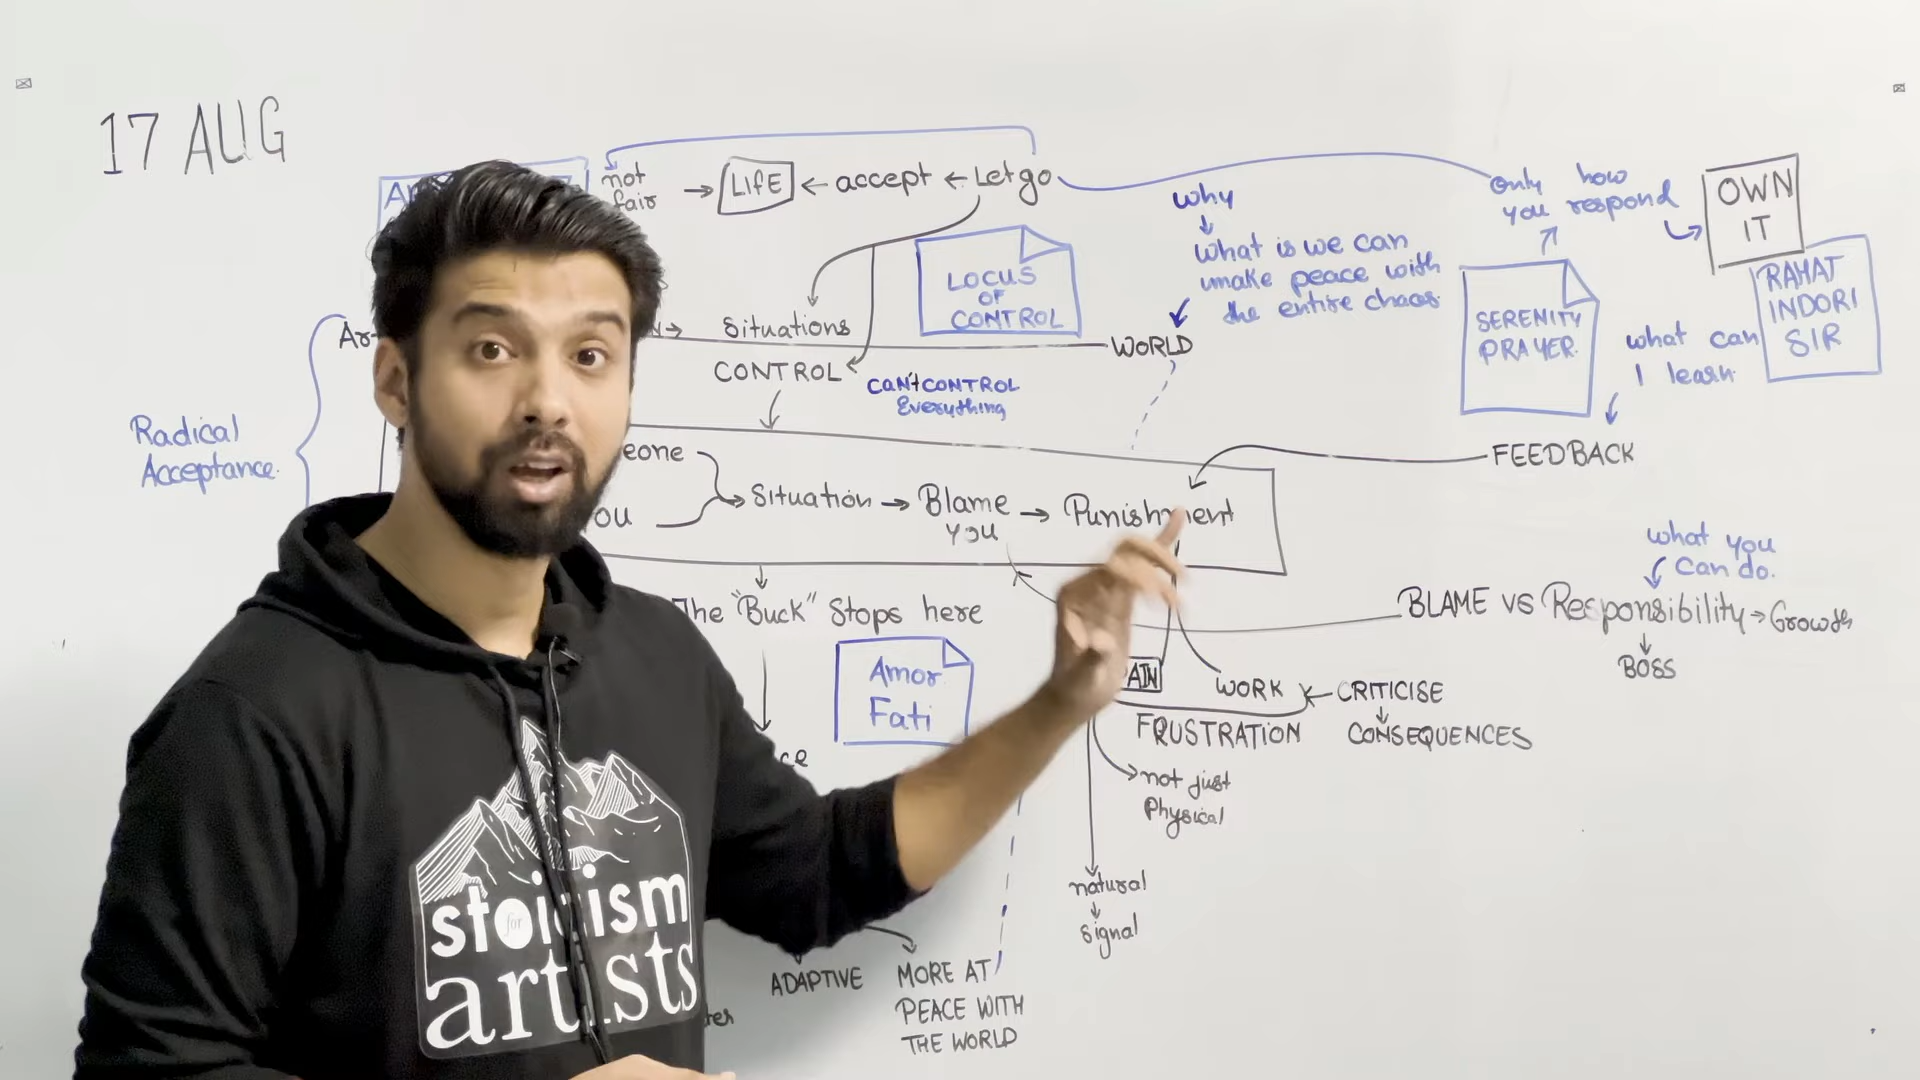 17 AUG
not
fair
LIFE
accept
Let go
why
what is we can
make peace with
the entire chaos
only how
you respond
OWN
IT
RAHAT
INDORI
SIR
LOCUS
OF
CONTROL
SERENITY
PRAYER.
what can
I learn
Situations
WORLD
CONTROL
CAN'T CONTROL
Everything
Radical
Acceptance.
FEEDBACK
Situation
Blame
you
Punishment
what you
can do.
The "Buck" Stops here
BLAME VS Responsibility
Growth
BOSS
Amor
Fati
WORK
CRITICISE
FRUSTRATION
CONSEQUENCES
not just
Physical
natural
signal
ADAPTIVE
MORE AT
PEACE WITH
THE WORLD
stoicism
for
artists